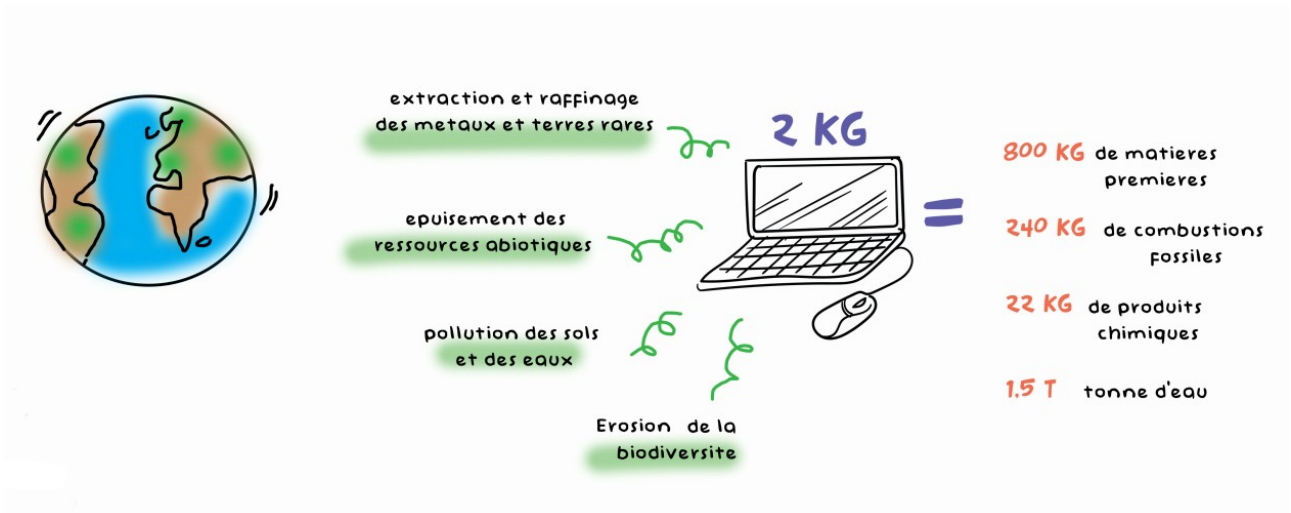 extraction et raffinage
des metaux et terres rares
epuisement des
ressources abiotiques
pollution des sols
et des eaux
Erosion de la
biodiversite
2 KG
=
800 KG de matieres
premieres
240 KG de combustions
fossiles
22 KG de produits
chimiques
1.5 T tonne d'eau